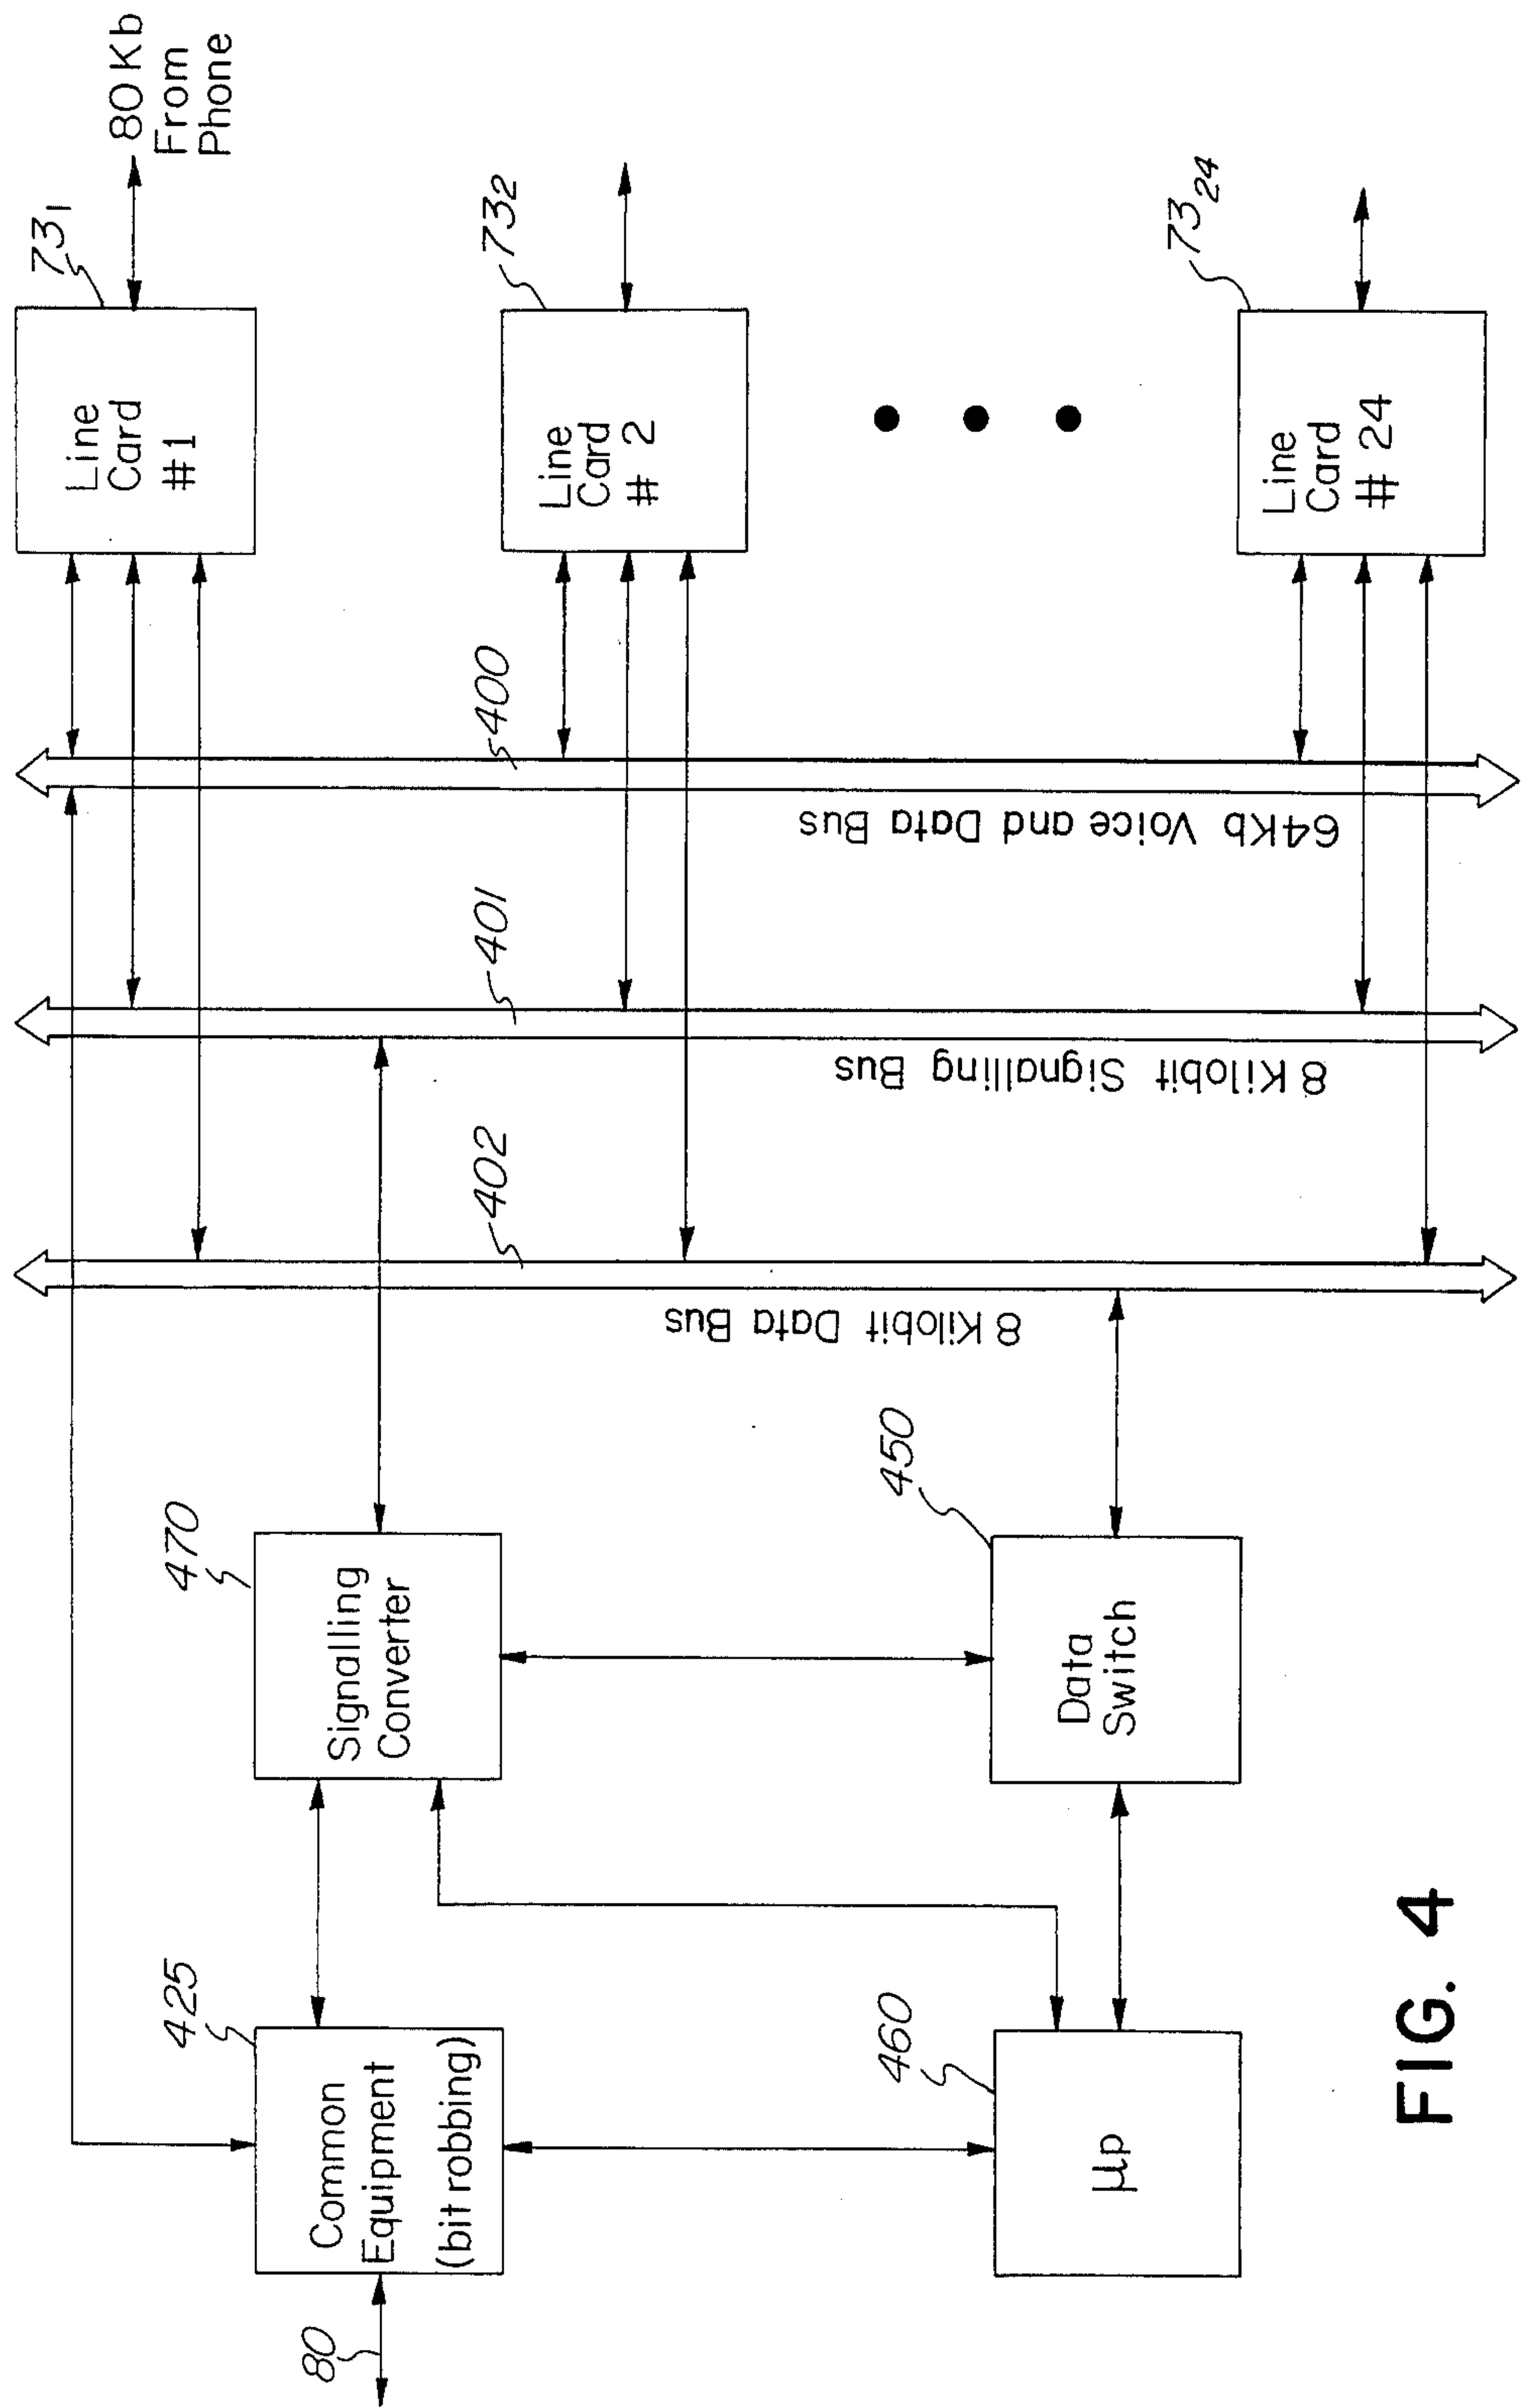 80 Kb
From
Phone
73₁
Line
Card
#1
73₂
Line
Card
# 2
73₂₄
Line
Card
# 24
400
64Kb Voice and Data Bus
401
8 Kilobit Signalling Bus
402
8 Kilobit Data Bus
470
Signalling
Converter
450
Data
Switch
425
Common
Equipment
(bit robbing)
460
μp
80
FIG. 4